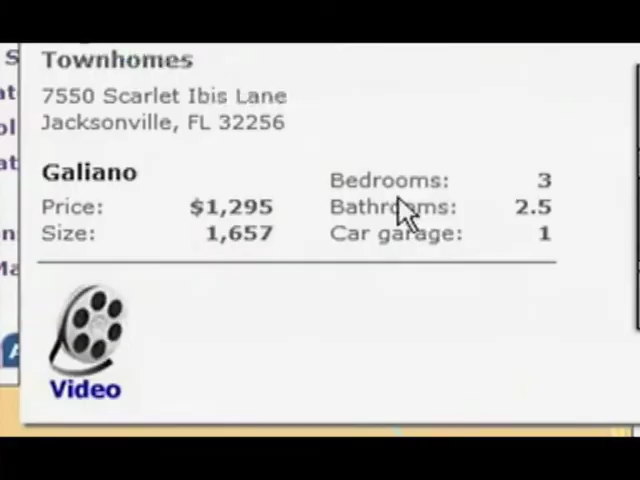 Townhomes
7550 Scarlet Ibis Lane
Jacksonville, FL 32256
Galiano
Price: $1,295
Size: 1,657
Bedrooms: 3
Bathrooms: 2.5
Car garage: 1
Video